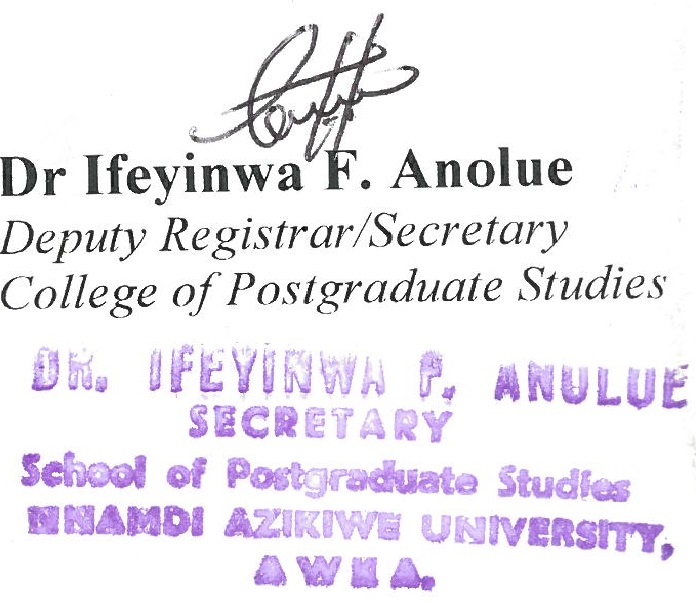 Dr Ifeyinwa F. Anolue
Deputy Registrar/Secretary
College of Postgraduate Studies
DR. IFEYINWA P. ANULUE
SECRETARY
School of Postgraduate Studies
NNAMDI AZIKIWE UNIVERSITY,
AWKA.